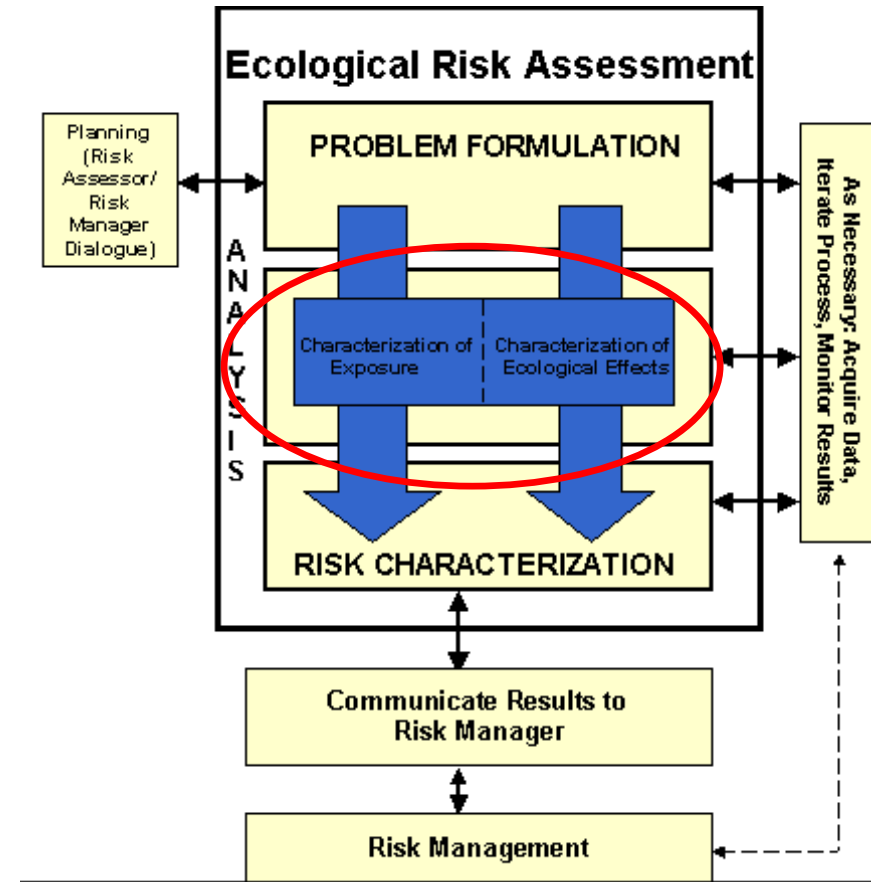 Ecological Risk Assessment
Planning
(Risk
Assessor/
Risk
Manager
Dialogue)
PROBLEM FORMULATION
As Necessary: Acquire Data,
Iterate Process, Monitor Results
ANALYSIS
Characterization of
Exposure
Characterization of
Ecological Effects
RISK CHARACTERIZATION
Communicate Results to
Risk Manager
Risk Management